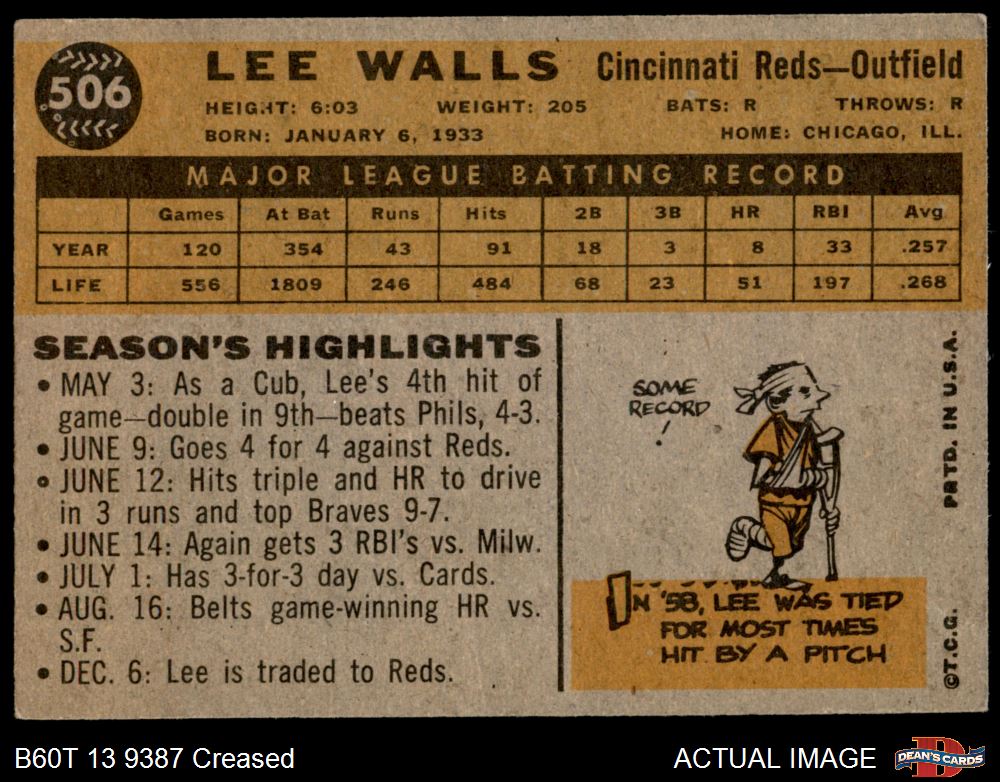 506
LEE WALLS Cincinnati Reds—Outfield
HEIGHT: 6:03 WEIGHT: 205 BATS: R THROWS: R
BORN: JANUARY 6, 1933 HOME: CHICAGO, ILL.
MAJOR LEAGUE BATTING RECORD
Games At Bat Runs Hits 2B 3B HR RBI Avg
YEAR 120 354 43 91 18 3 8 33 .257
LIFE 556 1809 246 484 68 23 51 197 .268
SEASON'S HIGHLIGHTS
• MAY 3: As a Cub, Lee's 4th hit of
game—double in 9th—beats Phils, 4-3.
• JUNE 9: Goes 4 for 4 against Reds.
• JUNE 12: Hits triple and HR to drive
in 3 runs and top Braves 9-7.
• JUNE 14: Again gets 3 RBI's vs. Milw.
• JULY 1: Has 3-for-3 day vs. Cards.
• AUG. 16: Belts game-winning HR vs.
S.F.
• DEC. 6: Lee is traded to Reds.
SOME
RECORD
!
IN '58, LEE WAS TIED
FOR MOST TIMES
HIT BY A PITCH
PRTD. IN U.S.A.
©T.C.G.
B60T 13 9387 Creased
ACTUAL IMAGE
DEAN'S CARDS